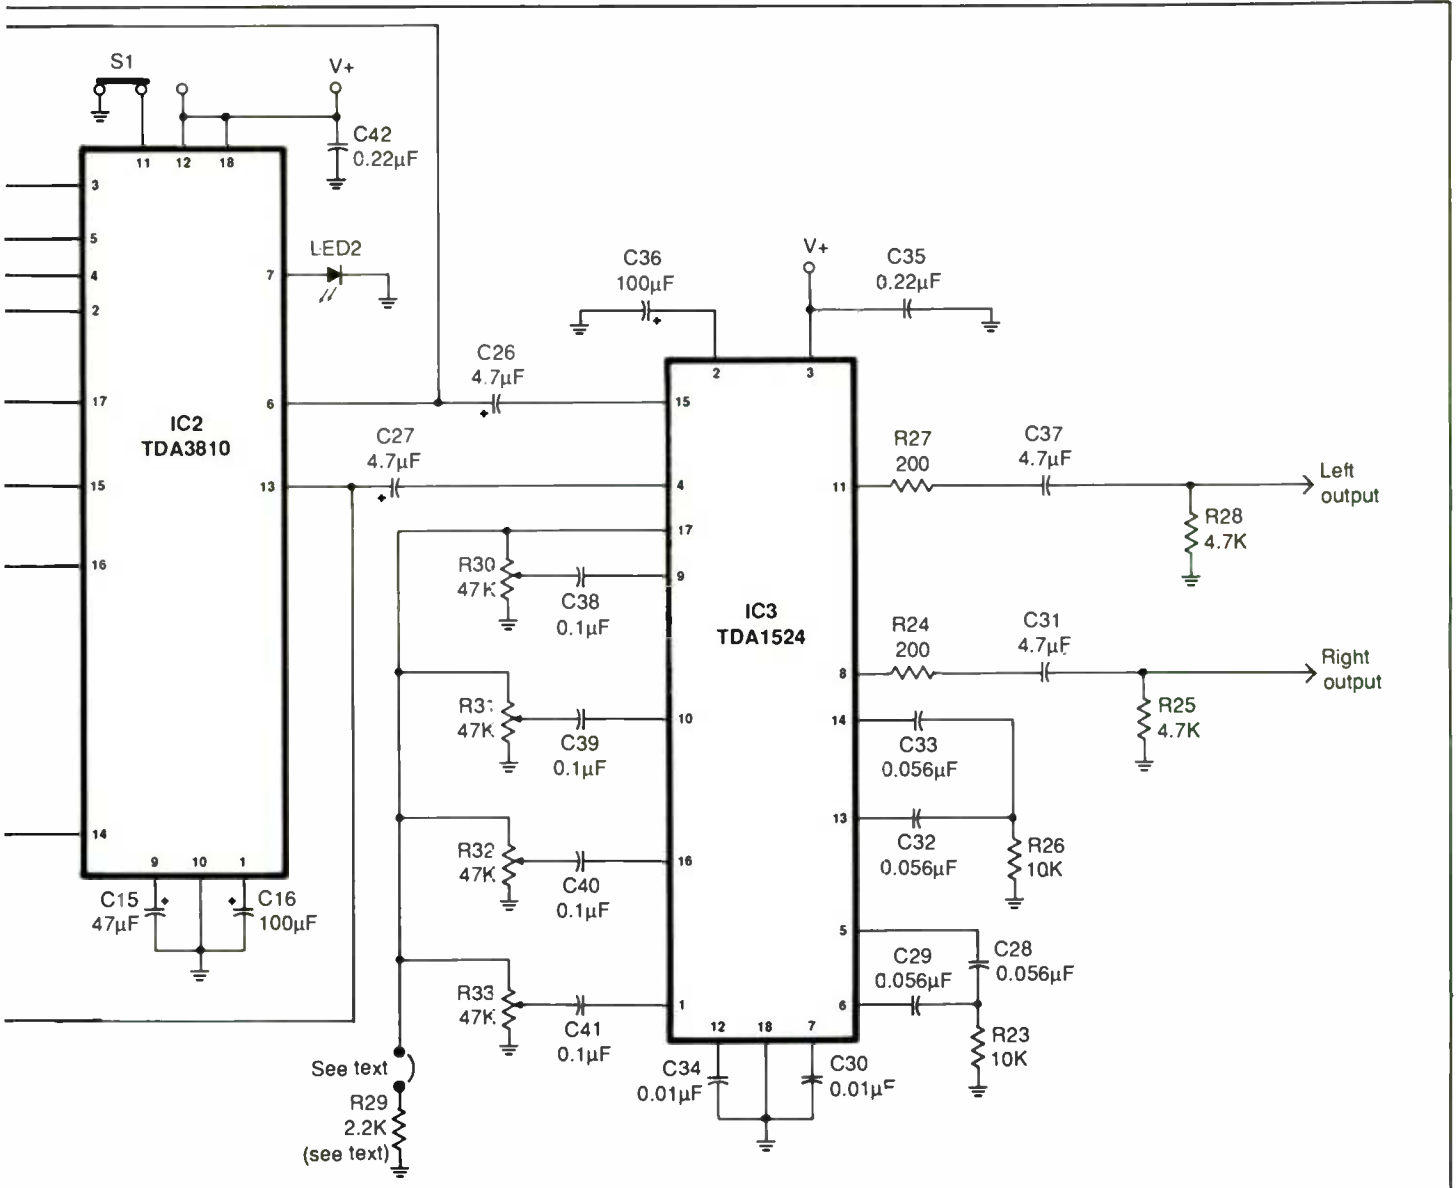 S1
V+
C42
0.22µF
11 12 18
3
5
4
2
17
15
16
14
7
6
13
9 10 1
IC2
TDA3810
LED2
C15
47µF
C16
100µF
C26
4.7µF
C27
4.7µF
C36
100µF
V+
C35
0.22µF
2 3
15
4
17
9
10
16
1
11
8
14
13
5
6
12 18 7
IC3
TDA1524
R30
47K
C38
0.1µF
R31
47K
C39
0.1µF
R32
47K
C40
0.1µF
R33
47K
C41
0.1µF
See text
R29
2.2K
(see text)
R27
200
C37
4.7µF
Left
output
R28
4.7K
R24
200
C31
4.7µF
Right
output
R25
4.7K
C33
0.056µF
C32
0.056µF
R26
10K
C29
0.056µF
C28
0.056µF
R23
10K
C34
0.01µF
C30
0.01µF